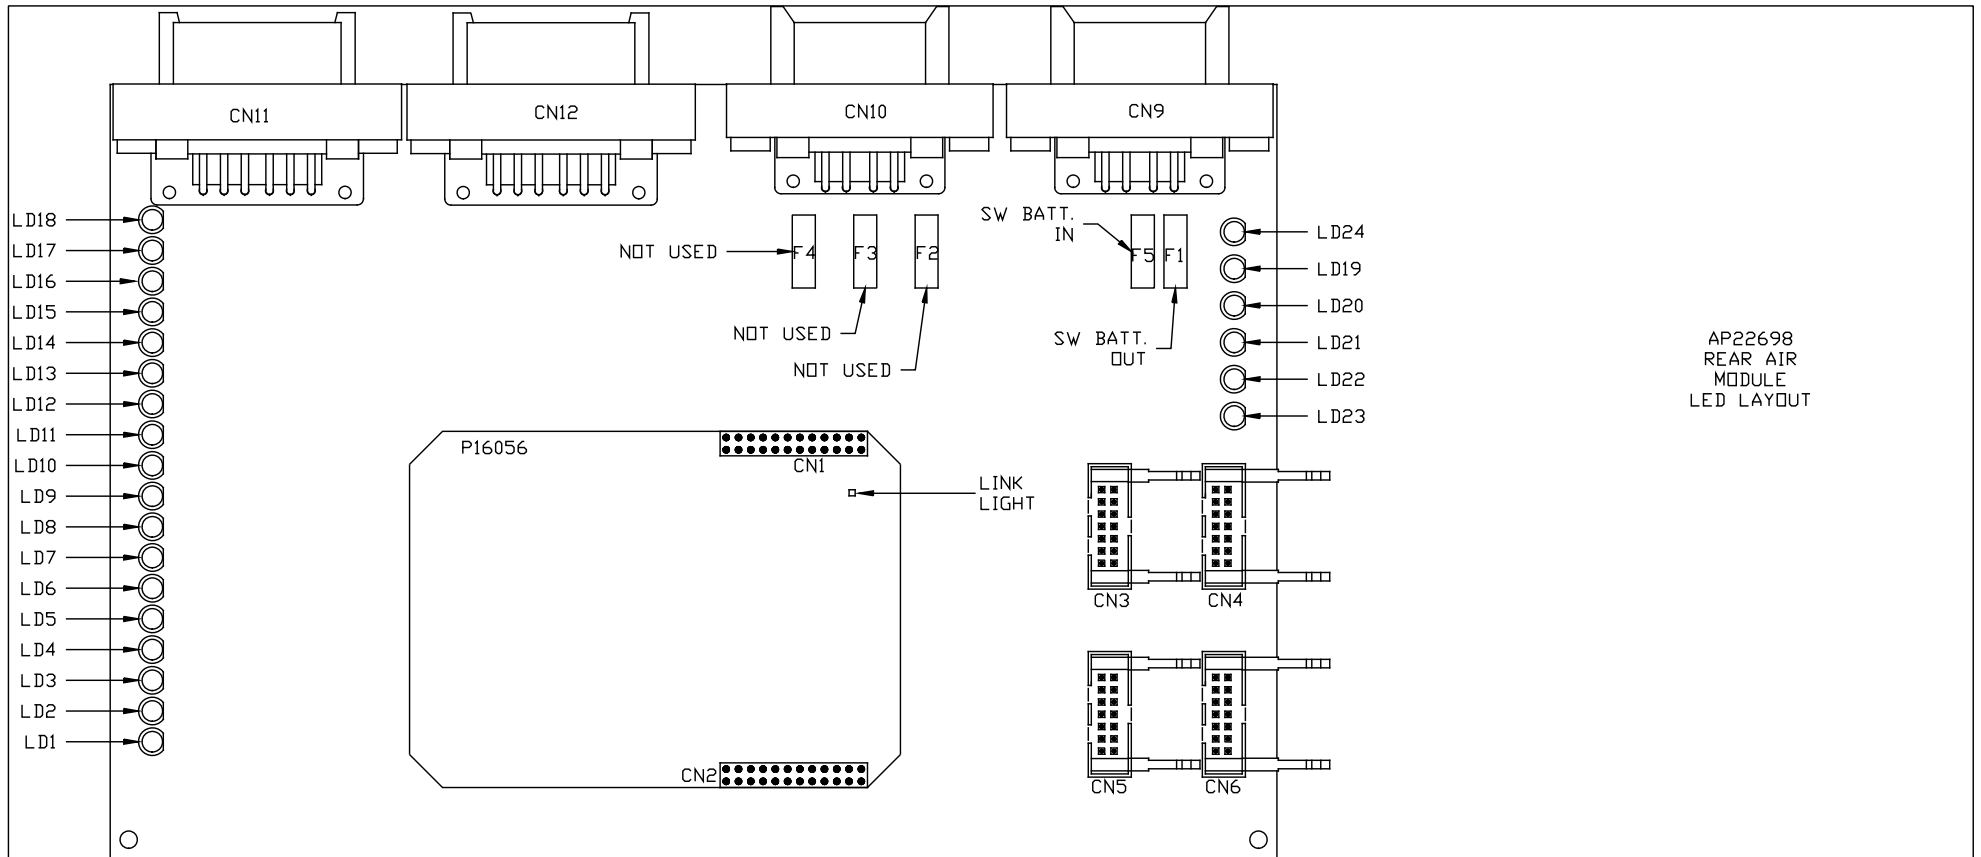 CN11
CN12
CN10
CN9
LD18
LD17
LD16
LD15
LD14
LD13
LD12
LD11
LD10
LD9
LD8
LD7
LD6
LD5
LD4
LD3
LD2
LD1
NOT USED
F4
F3
F2
NOT USED
NOT USED
SW BATT.
IN
F5
F1
SW BATT.
OUT
LD24
LD19
LD20
LD21
LD22
LD23
P16056
CN1
LINK
LIGHT
CN2
CN3
CN4
CN5
CN6
AP22698
REAR AIR
MODULE
LED LAYOUT